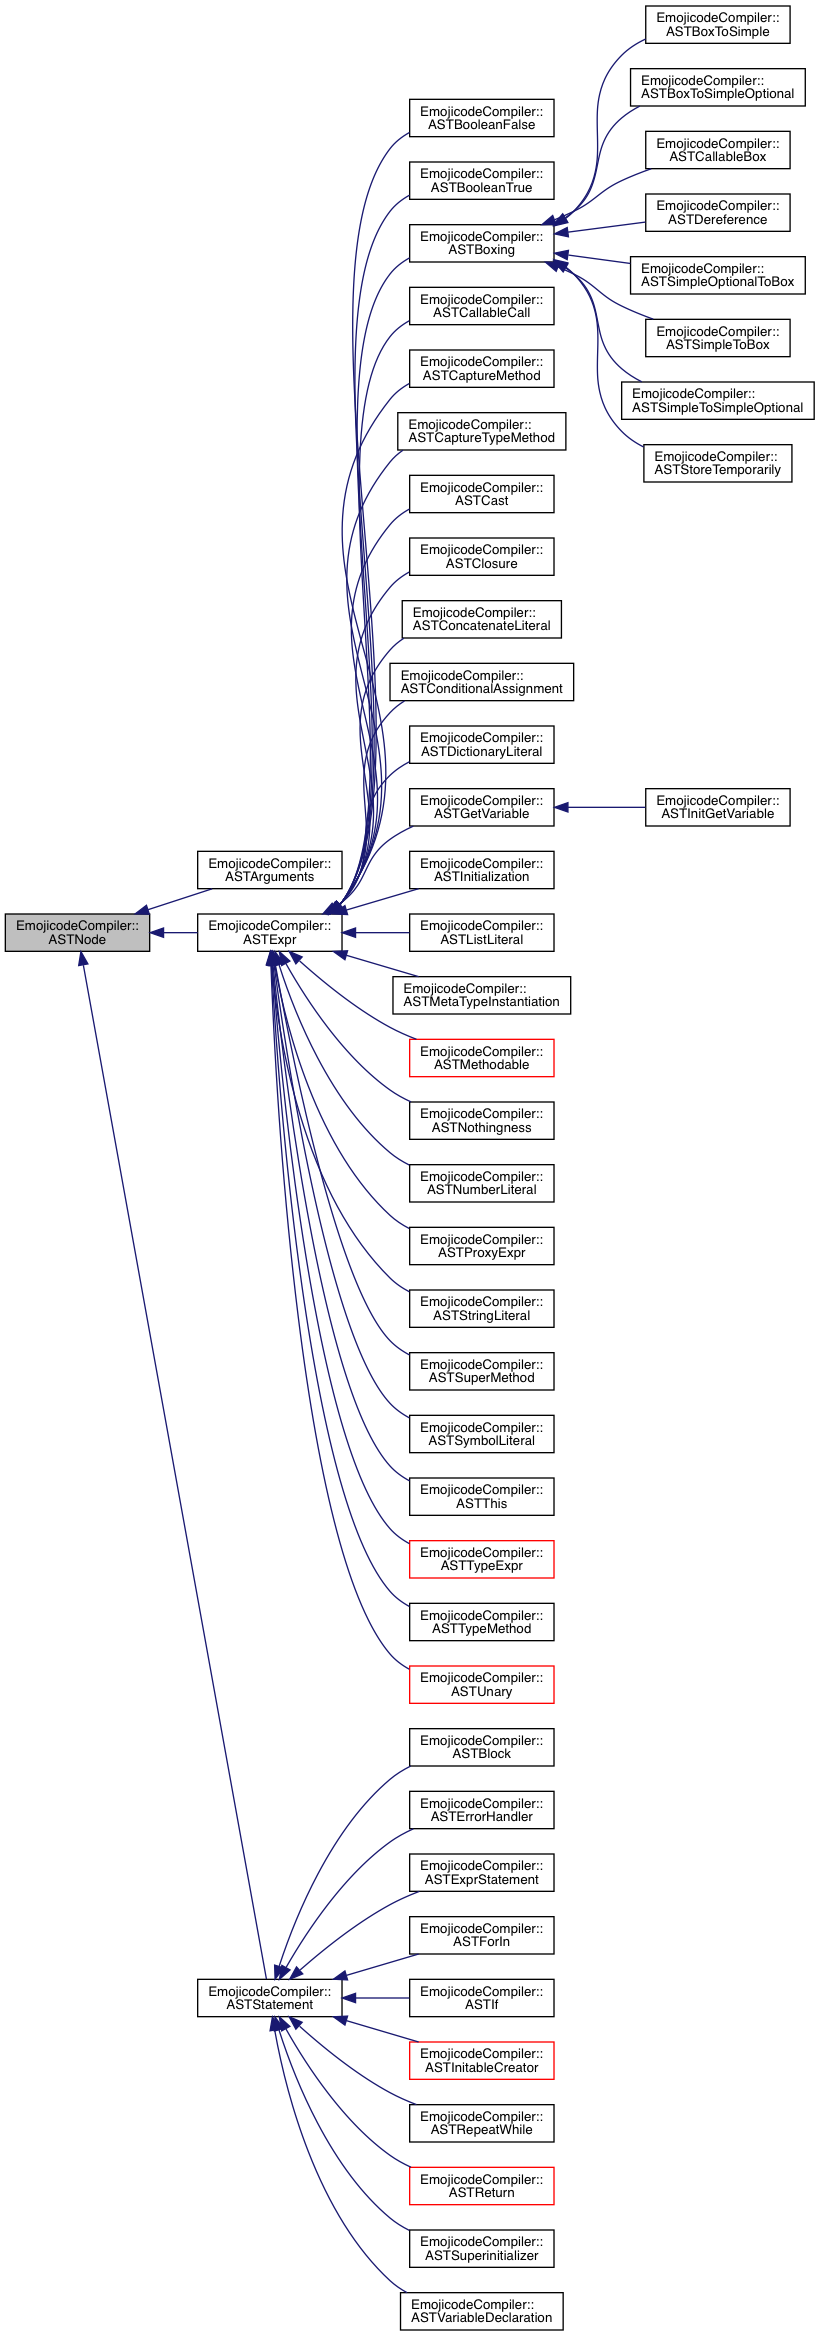 EmojicodeCompiler::
ASTBoxToSimple
EmojicodeCompiler::
ASTBoxToSimpleOptional
EmojicodeCompiler::
ASTBooleanFalse
EmojicodeCompiler::
ASTCallableBox
EmojicodeCompiler::
ASTBooleanTrue
EmojicodeCompiler::
ASTDereference
EmojicodeCompiler::
ASTBoxing
EmojicodeCompiler::
ASTSimpleOptionalToBox
EmojicodeCompiler::
ASTCallableCall
EmojicodeCompiler::
ASTSimpleToBox
EmojicodeCompiler::
ASTCaptureMethod
EmojicodeCompiler::
ASTSimpleToSimpleOptional
EmojicodeCompiler::
ASTCaptureTypeMethod
EmojicodeCompiler::
ASTStoreTemporarily
EmojicodeCompiler::
ASTCast
EmojicodeCompiler::
ASTClosure
EmojicodeCompiler::
ASTConcatenateLiteral
EmojicodeCompiler::
ASTConditionalAssignment
EmojicodeCompiler::
ASTDictionaryLiteral
EmojicodeCompiler::
ASTGetVariable
EmojicodeCompiler::
ASTInitGetVariable
EmojicodeCompiler::
ASTArguments
EmojicodeCompiler::
ASTInitialization
EmojicodeCompiler::
ASTNode
EmojicodeCompiler::
ASTExpr
EmojicodeCompiler::
ASTListLiteral
EmojicodeCompiler::
ASTMetaTypeInstantiation
EmojicodeCompiler::
ASTMethodable
EmojicodeCompiler::
ASTNothingness
EmojicodeCompiler::
ASTNumberLiteral
EmojicodeCompiler::
ASTProxyExpr
EmojicodeCompiler::
ASTStringLiteral
EmojicodeCompiler::
ASTSuperMethod
EmojicodeCompiler::
ASTSymbolLiteral
EmojicodeCompiler::
ASTThis
EmojicodeCompiler::
ASTTypeExpr
EmojicodeCompiler::
ASTTypeMethod
EmojicodeCompiler::
ASTUnary
EmojicodeCompiler::
ASTBlock
EmojicodeCompiler::
ASTErrorHandler
EmojicodeCompiler::
ASTExprStatement
EmojicodeCompiler::
ASTForIn
EmojicodeCompiler::
ASTStatement
EmojicodeCompiler::
ASTIf
EmojicodeCompiler::
ASTInitableCreator
EmojicodeCompiler::
ASTRepeatWhile
EmojicodeCompiler::
ASTReturn
EmojicodeCompiler::
ASTSuperinitializer
EmojicodeCompiler::
ASTVariableDeclaration